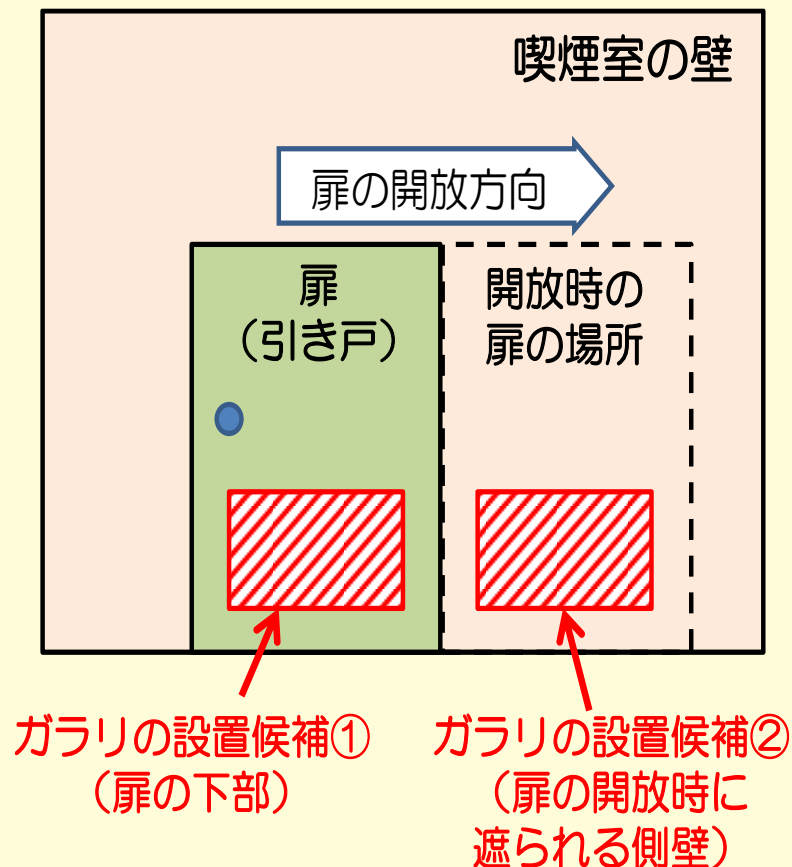 喫煙室の壁
扉の開放方向
扉
（引き戸）
開放時の
扉の場所
ガラリの設置候補①
（扉の下部）
ガラリの設置候補②
（扉の開放時に
遮られる側壁）